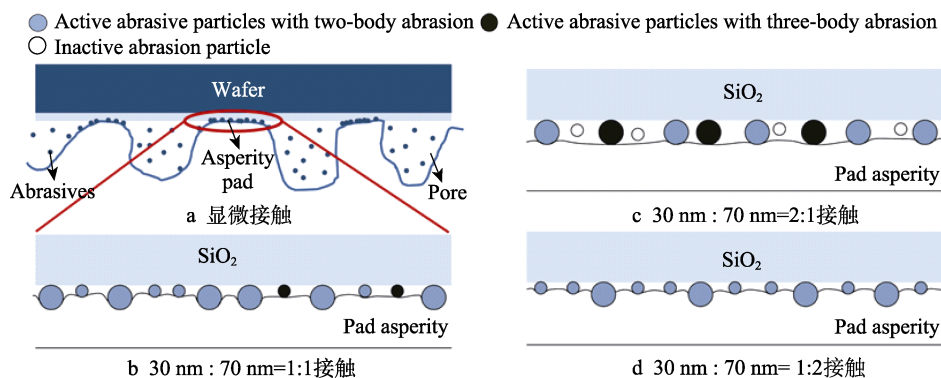 Active abrasive particles with two-body abrasion
Active abrasive particles with three-body abrasion
Inactive abrasion particle
Wafer
Asperity
pad
Abrasives
Pore
a 显微接触
SiO₂
Pad asperity
b 30 nm : 70 nm=1:1接触
SiO₂
Pad asperity
c 30 nm : 70 nm=2:1接触
SiO₂
Pad asperity
d 30 nm : 70 nm= 1:2接触